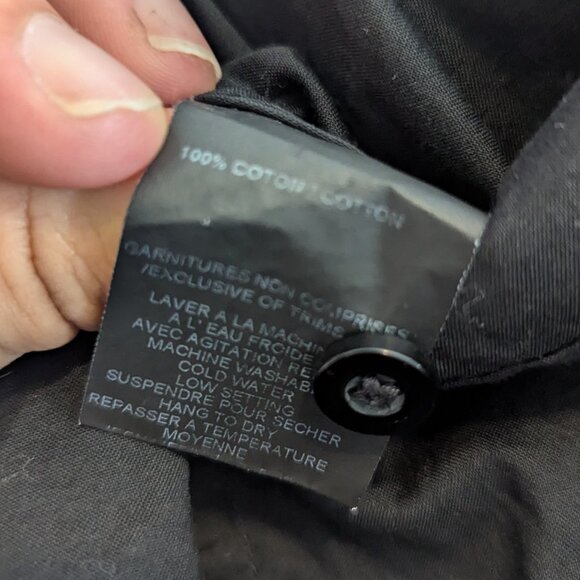 100% COTON / COTTON
GARNITURES NON COMPRISES
/EXCLUSIVE OF TRIMS
LAVER A LA MACHIN
A L' EAU FROIDE
AVEC AGITATION RE
MACHINE WASHAB
COLD WATER
LOW SETTING
SUSPENDRE POUR SECHER
HANG TO DRY
REPASSER A TEMPERATURE
MOYENNE